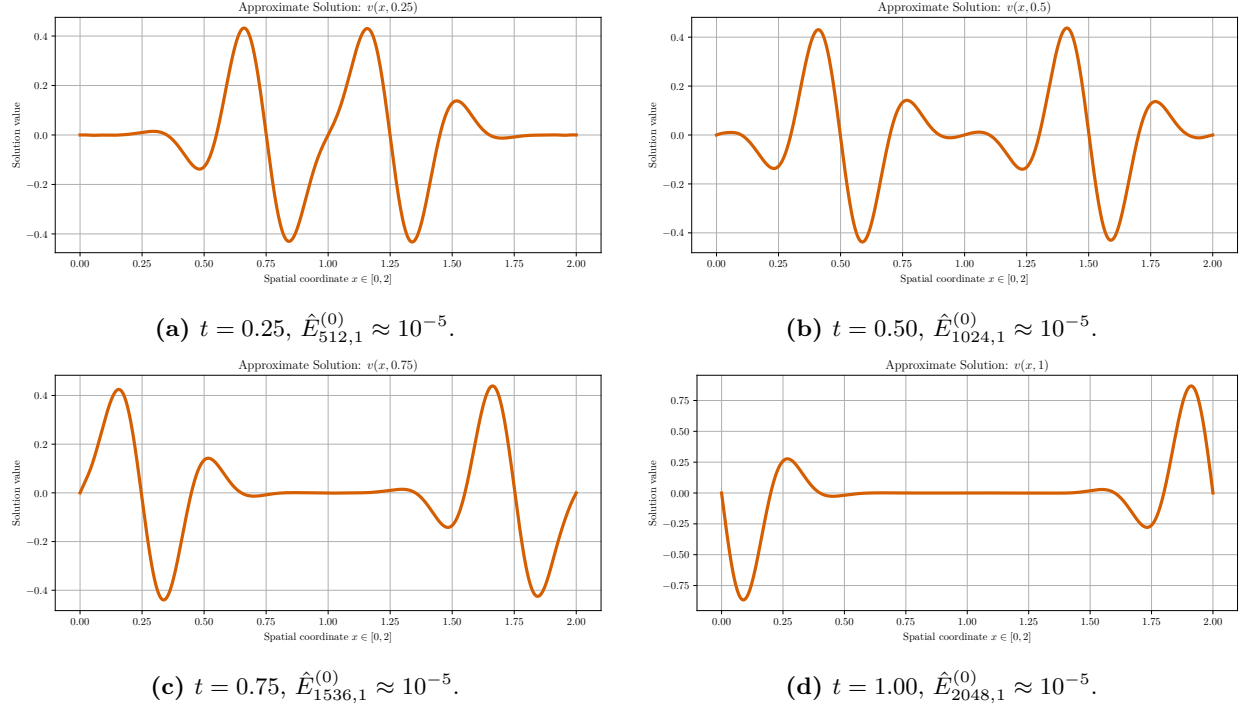 Approximate Solution: v(x, 0.25)
Solution value
0.4
0.2
0.0
−0.2
−0.4
0.00 0.25 0.50 0.75 1.00 1.25 1.50 1.75 2.00
Spatial coordinate x ∈ [0, 2]
(a) t = 0.25, Ê^{(0)}_{512,1} ≈ 10^{−5}.
Approximate Solution: v(x, 0.5)
Solution value
0.4
0.2
0.0
−0.2
−0.4
0.00 0.25 0.50 0.75 1.00 1.25 1.50 1.75 2.00
Spatial coordinate x ∈ [0, 2]
(b) t = 0.50, Ê^{(0)}_{1024,1} ≈ 10^{−5}.
Approximate Solution: v(x, 0.75)
Solution value
0.4
0.2
0.0
−0.2
−0.4
0.00 0.25 0.50 0.75 1.00 1.25 1.50 1.75 2.00
Spatial coordinate x ∈ [0, 2]
(c) t = 0.75, Ê^{(0)}_{1536,1} ≈ 10^{−5}.
Approximate Solution: v(x, 1)
Solution value
0.75
0.50
0.25
0.00
−0.25
−0.50
−0.75
0.00 0.25 0.50 0.75 1.00 1.25 1.50 1.75 2.00
Spatial coordinate x ∈ [0, 2]
(d) t = 1.00, Ê^{(0)}_{2048,1} ≈ 10^{−5}.